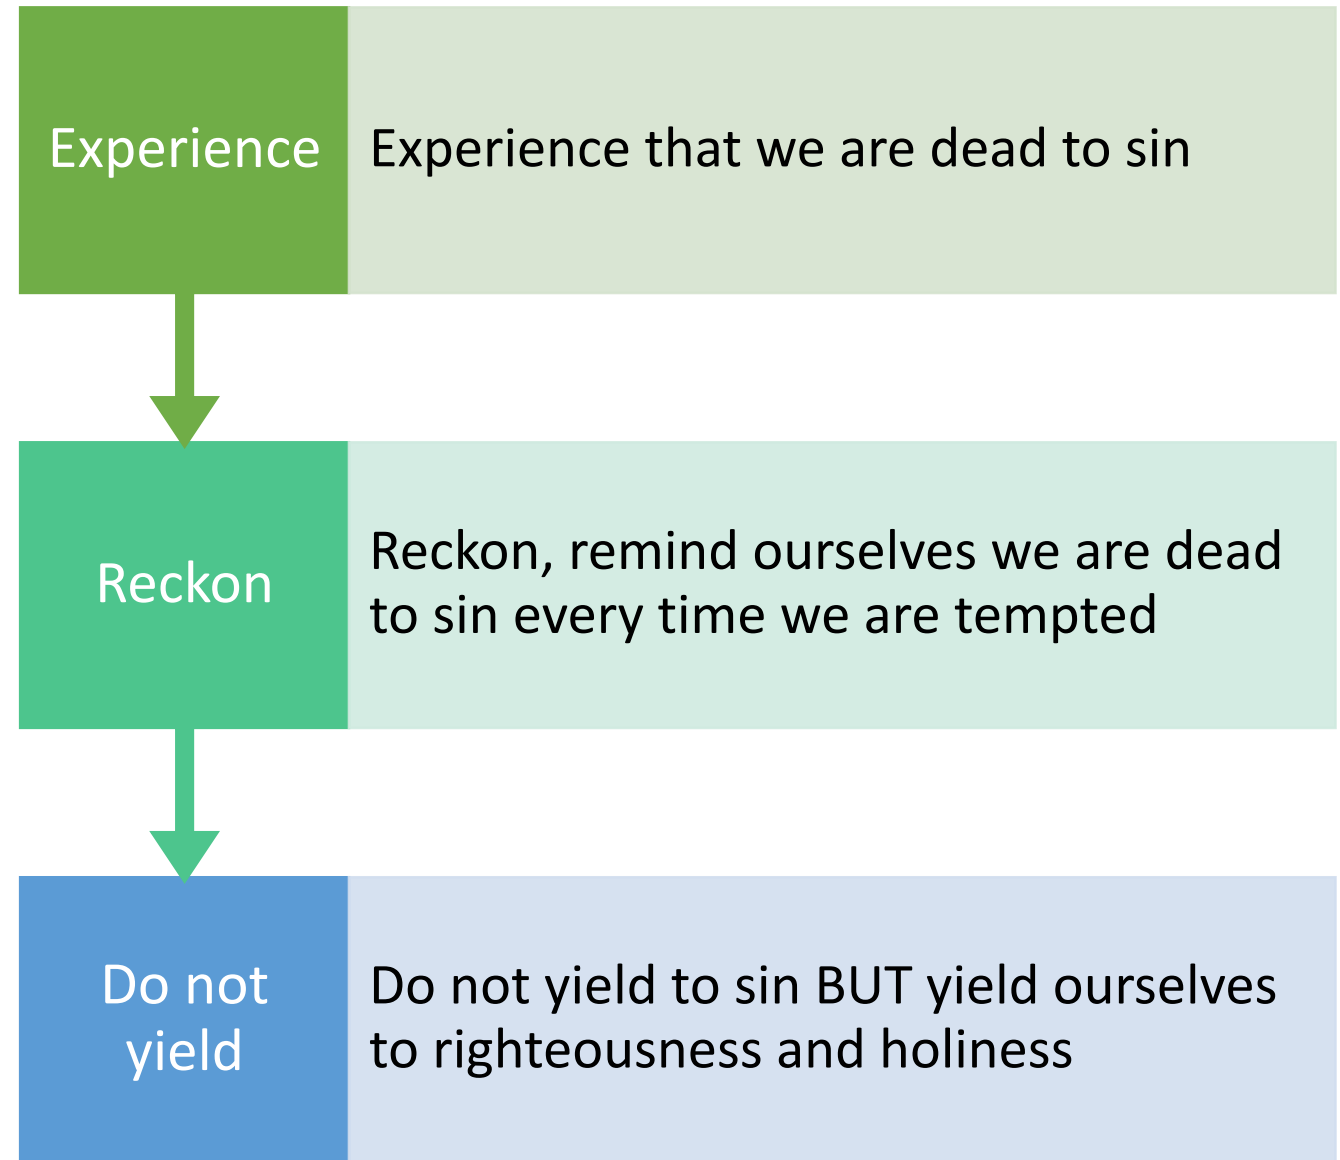 Experience
Experience that we are dead to sin
Reckon
Reckon, remind ourselves we are dead
to sin every time we are tempted
Do not
yield
Do not yield to sin BUT yield ourselves
to righteousness and holiness